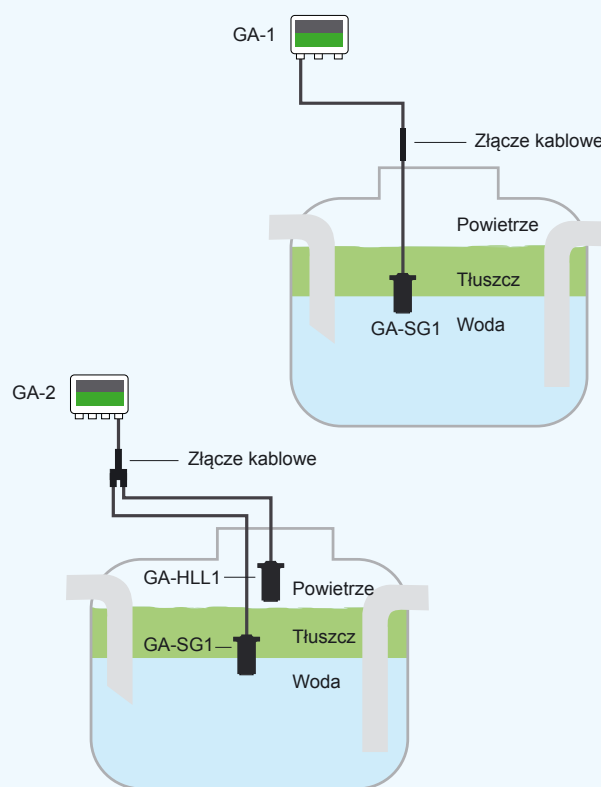 GA-1
Złącze kablowe
Powietrze
Tłuszcz
GA-SG1
Woda
GA-2
Złącze kablowe
GA-HLL1
Powietrze
GA-SG1
Tłuszcz
Woda